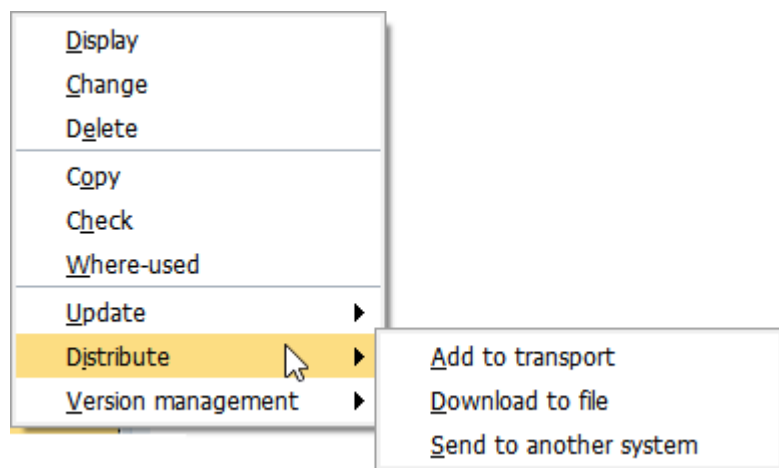 Display
Change
Delete
Copy
Check
Where-used
Update
Distribute
Version management
Add to transport
Download to file
Send to another system